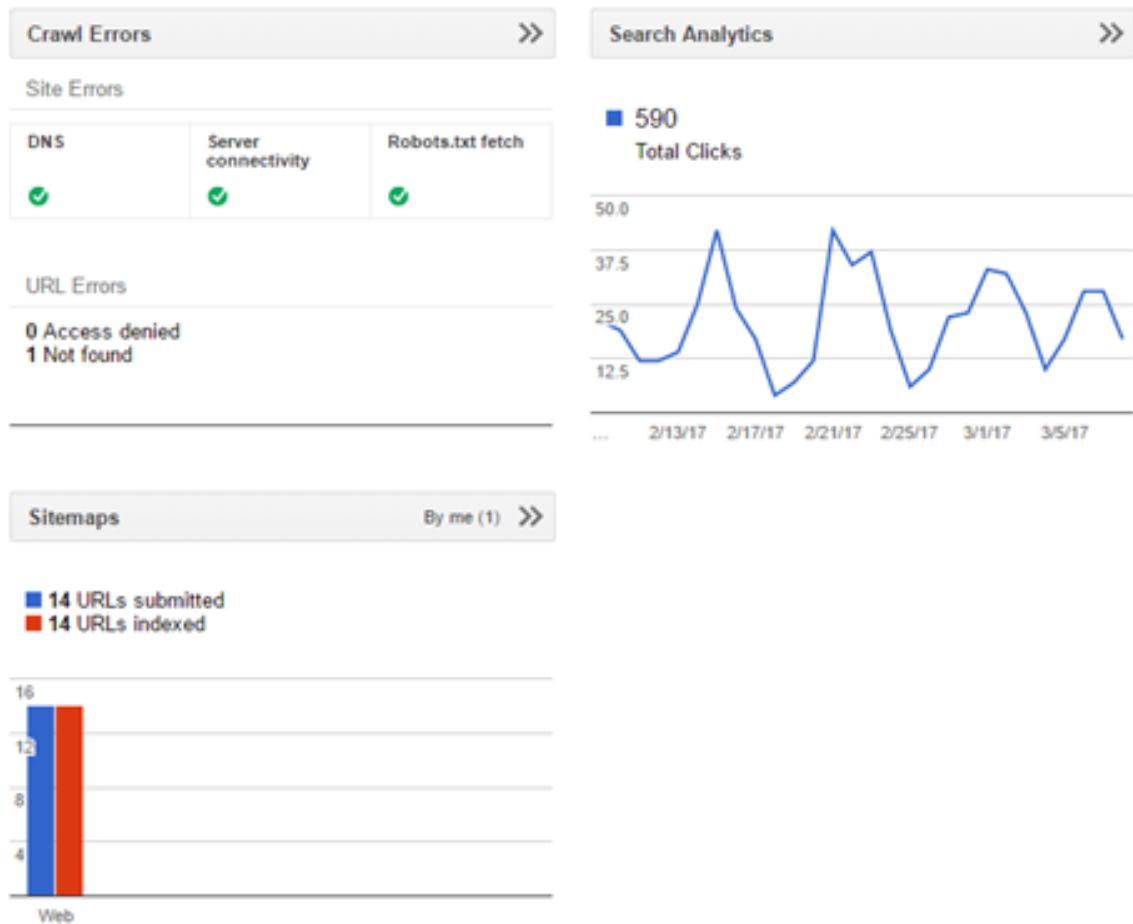 Crawl Errors
Site Errors
DNS
Server
connectivity
Robots.txt fetch
URL Errors
0 Access denied
1 Not found
Search Analytics
590
Total Clicks
50.0
37.5
25.0
12.5
... 2/13/17 2/17/17 2/21/17 2/25/17 3/1/17 3/5/17
Sitemaps By me (1)
14 URLs submitted
14 URLs indexed
16
12
8
4
Web